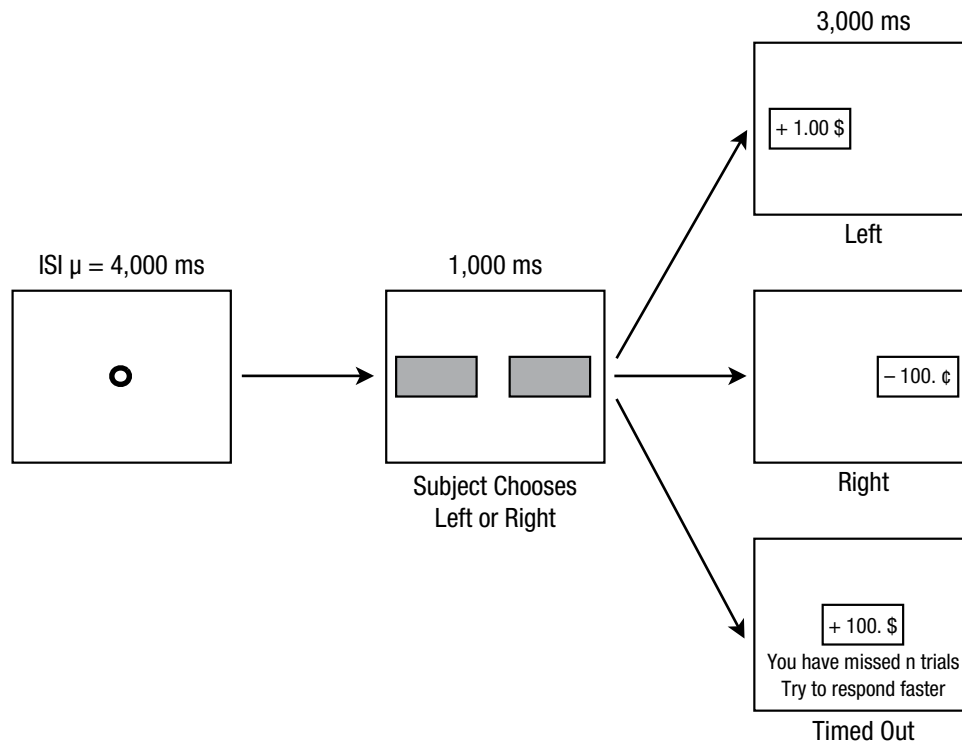 3,000 ms
+ 1.00 $
Left
ISI μ = 4,000 ms
1,000 ms
– 100. ¢
Subject Chooses
Left or Right
Right
+ 100. $
You have missed n trials
Try to respond faster
Timed Out